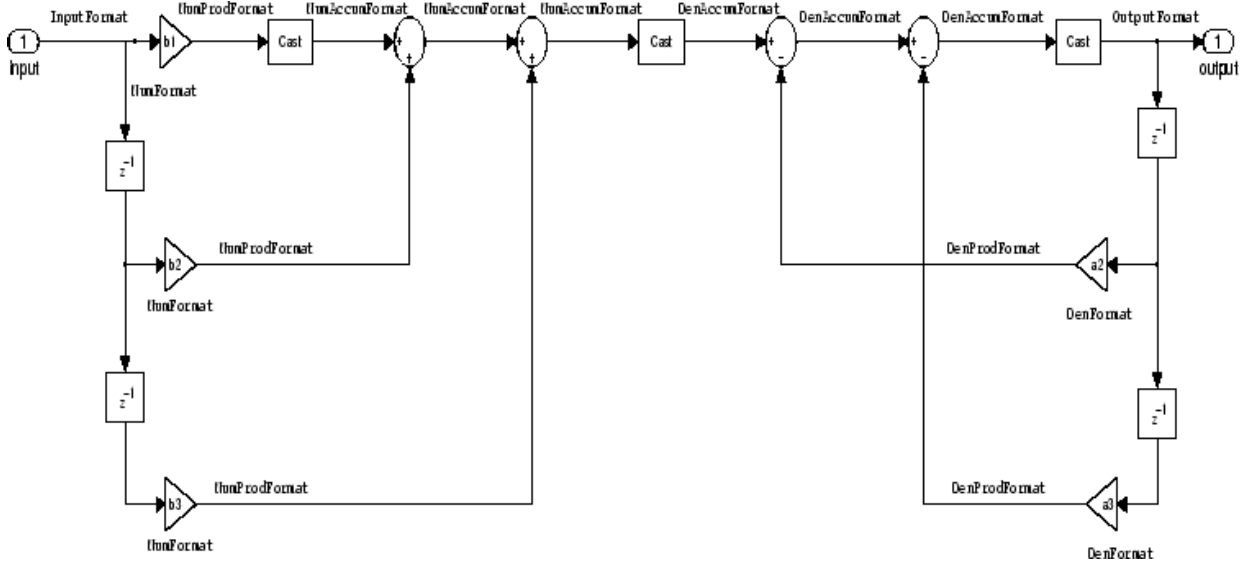 InputFormat
NumProdFormat
NumAccumFormat
NumAccumFormat
NumAccumFormat
DenAccumFormat
DenAccumFormat
DenAccumFormat
OutputFormat
1
b1
Cast
+
+
+
+
Cast
+
−
+
−
Cast
1
input
output
NumFormat
z⁻¹
z⁻¹
b2
NumProdFormat
DenProdFormat
a2
NumFormat
DenFormat
z⁻¹
z⁻¹
b3
NumProdFormat
DenProdFormat
a3
NumFormat
DenFormat